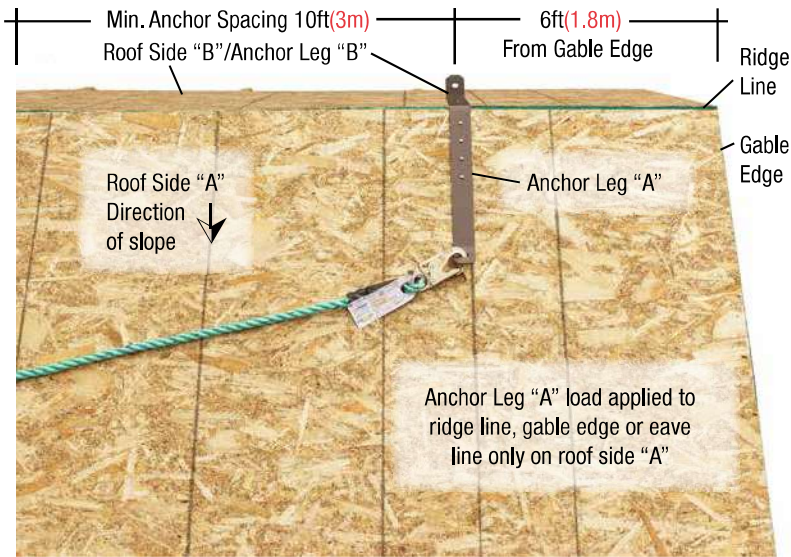 Min. Anchor Spacing 10ft(3m)
6ft(1.8m)
From Gable Edge
Roof Side “B”/Anchor Leg “B”
Ridge
Line
Gable
Edge
Roof Side “A”
Direction
of slope
Anchor Leg “A”
Anchor Leg “A” load applied to
ridge line, gable edge or eave
line only on roof side “A”